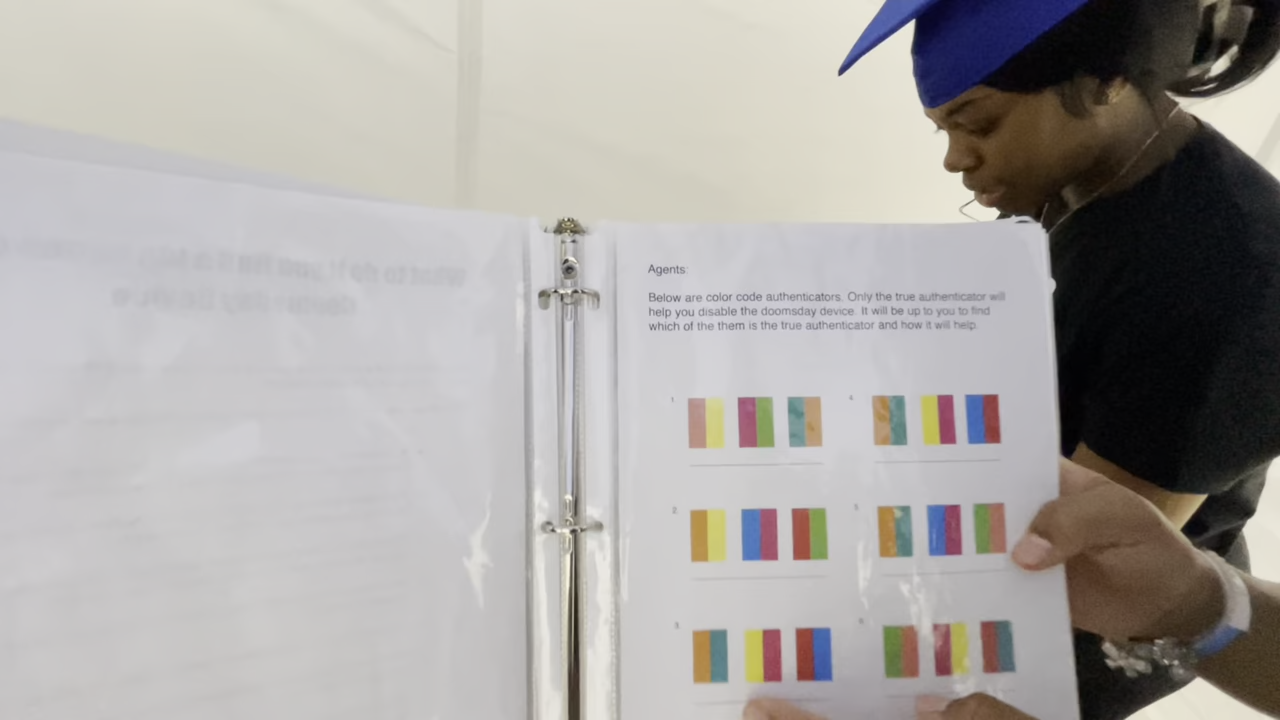 Agents:
Below are color code authenticators. Only the true authenticator will
help you disable the doomsday device. It will be up to you to find
which of the them is the true authenticator and how it will help.
1.
4.
2.
5.
3.
6.